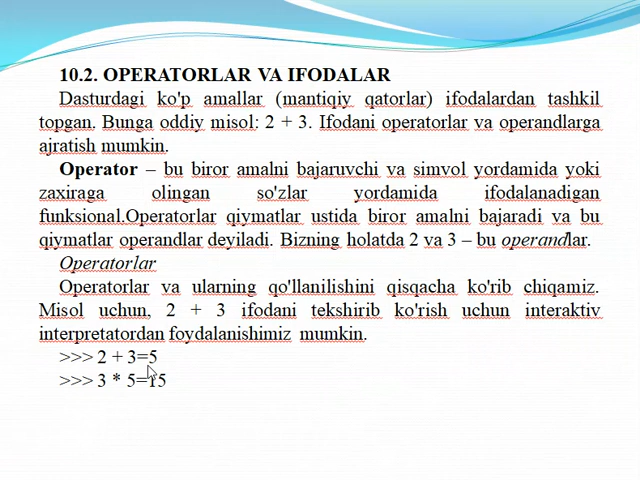 10.2. OPERATORLAR VA IFODALAR
Dasturdagi ko'p amallar (mantiqiy qatorlar) ifodalardan tashkil
topgan. Bunga oddiy misol: 2 + 3. Ifodani operatorlar va operandlarga
ajratish mumkin.
Operator – bu biror amalni bajaruvchi va simvol yordamida yoki
zaxiraga olingan so'zlar yordamida ifodalanadigan
funksional.Operatorlar qiymatlar ustida biror amalni bajaradi va bu
qiymatlar operandlar deyiladi. Bizning holatda 2 va 3 – bu operandlar.
Operatorlar
Operatorlar va ularning qo'llanilishini qisqacha ko'rib chiqamiz.
Misol uchun, 2 + 3 ifodani tekshirib ko'rish uchun interaktiv
interpretatordan foydalanishimiz mumkin.
>>> 2 + 3=5
>>> 3 * 5=15